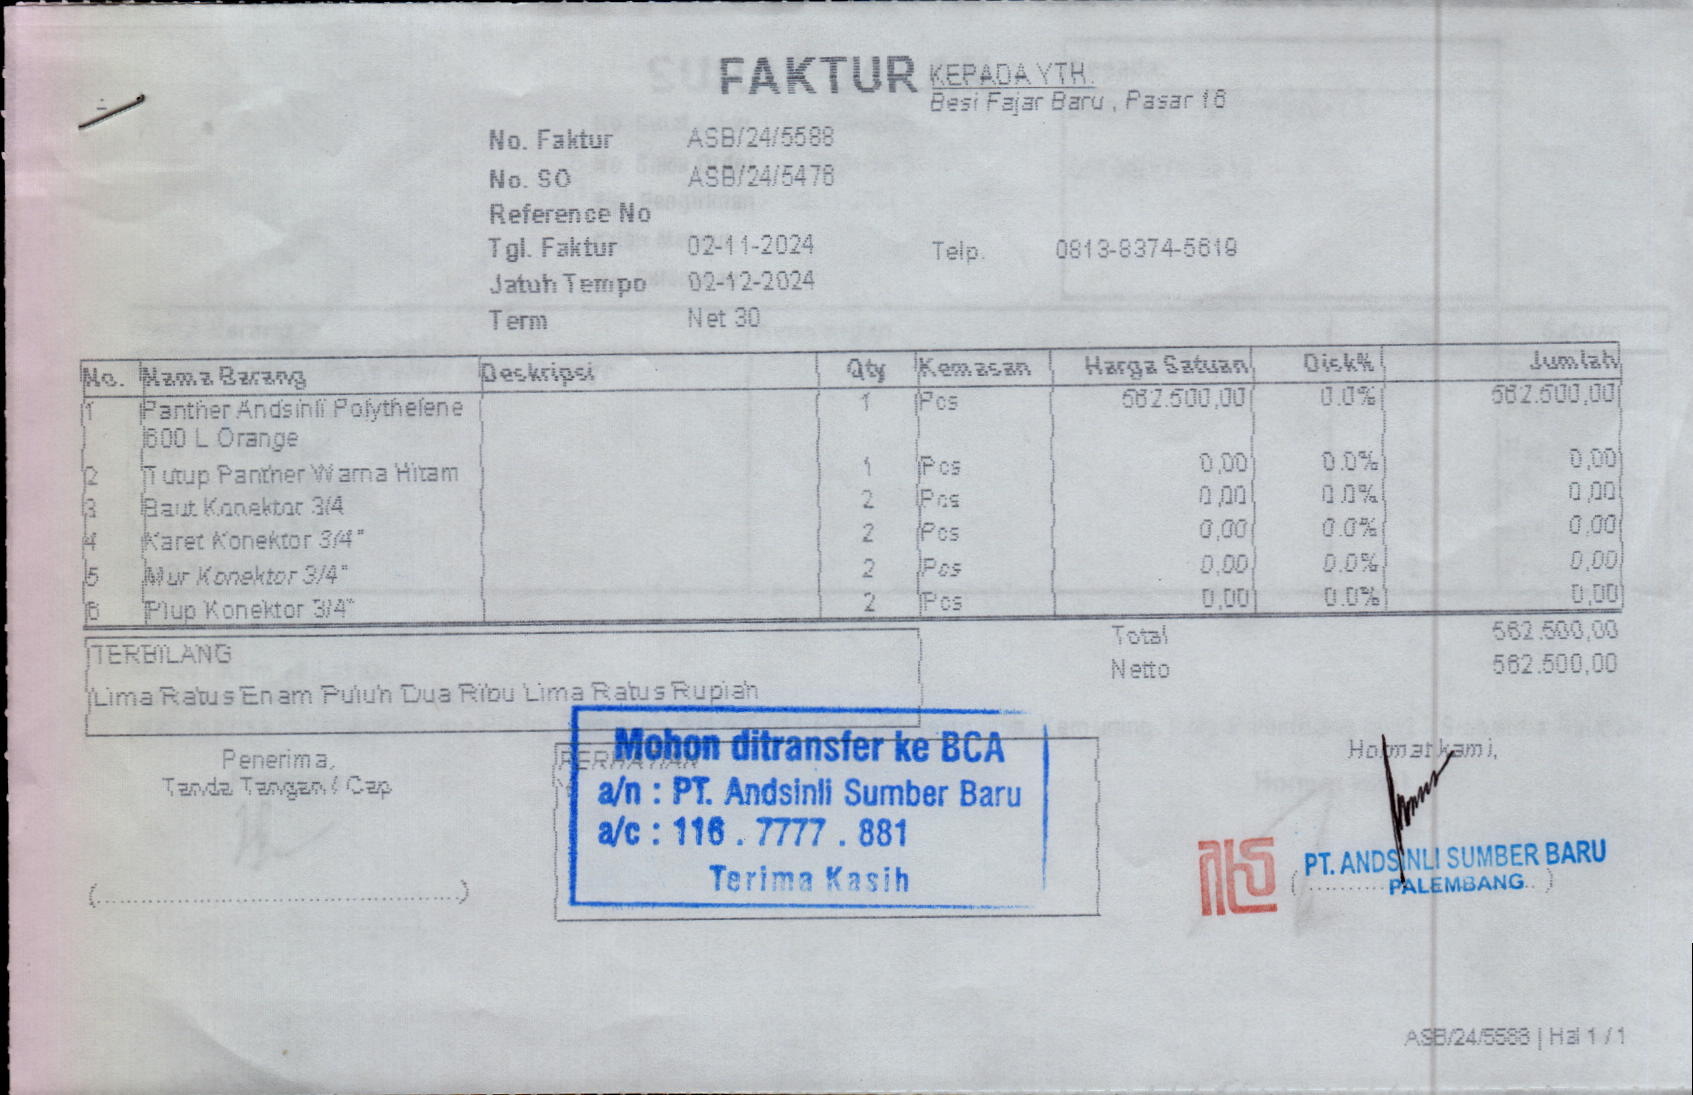 FAKTUR
KEPADA YTH.
Besi Fajar Baru , Pasar 16
No. Faktur ASB/24/5588
No. SO ASB/24/5476
Reference No
Tgl. Faktur 02-11-2024 Telp. 0813-8374-5619
Jatuh Tempo 02-12-2024
Term Net 30
No. Nama Barang Deskripsi Qty Kemasan Harga Satuan Disk% Jumlah
1 Panther Andsinli Polythelene 1 Pcs 562.500,00 0.0% 562.500,00
600 L Orange
2 Tutup Panther Warna Hitam 1 Pcs 0,00 0.0% 0,00
3 Baut Konektor 3/4 2 Pcs 0,00 0.0% 0,00
4 Karet Konektor 3/4" 2 Pcs 0,00 0.0% 0,00
5 Mur Konektor 3/4" 2 Pcs 0,00 0.0% 0,00
6 Plup Konektor 3/4" 2 Pcs 0,00 0.0% 0,00
Total 562.500,00
Netto 562.500,00
TERBILANG
Lima Ratus Enam Puluh Dua Ribu Lima Ratus Rupiah
Penerima,
Tanda Tangan / Cap
(................................................)
PERHATIAN
Mohon ditransfer ke BCA
a/n : PT. Andsinli Sumber Baru
a/c : 116 . 7777 . 881
Terima Kasih
Hormat kami,
PT. ANDSINLI SUMBER BARU
PALEMBANG
ASB/24/5588 | Hal 1 / 1